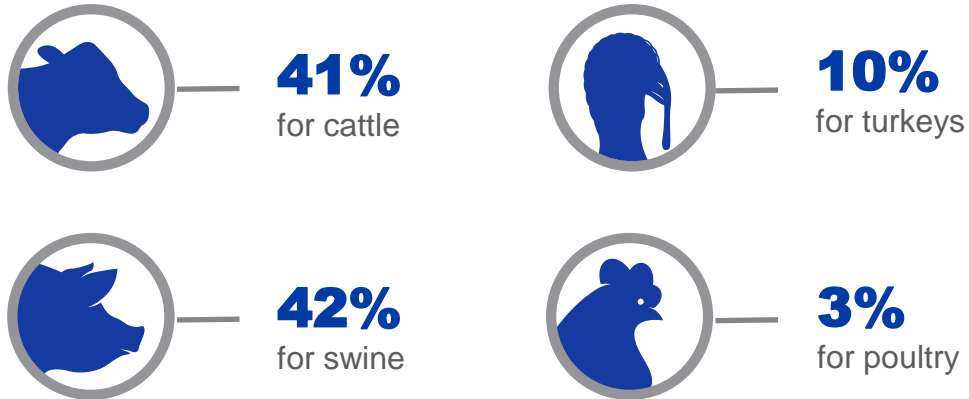 41%
for cattle
10%
for turkeys
42%
for swine
3%
for poultry